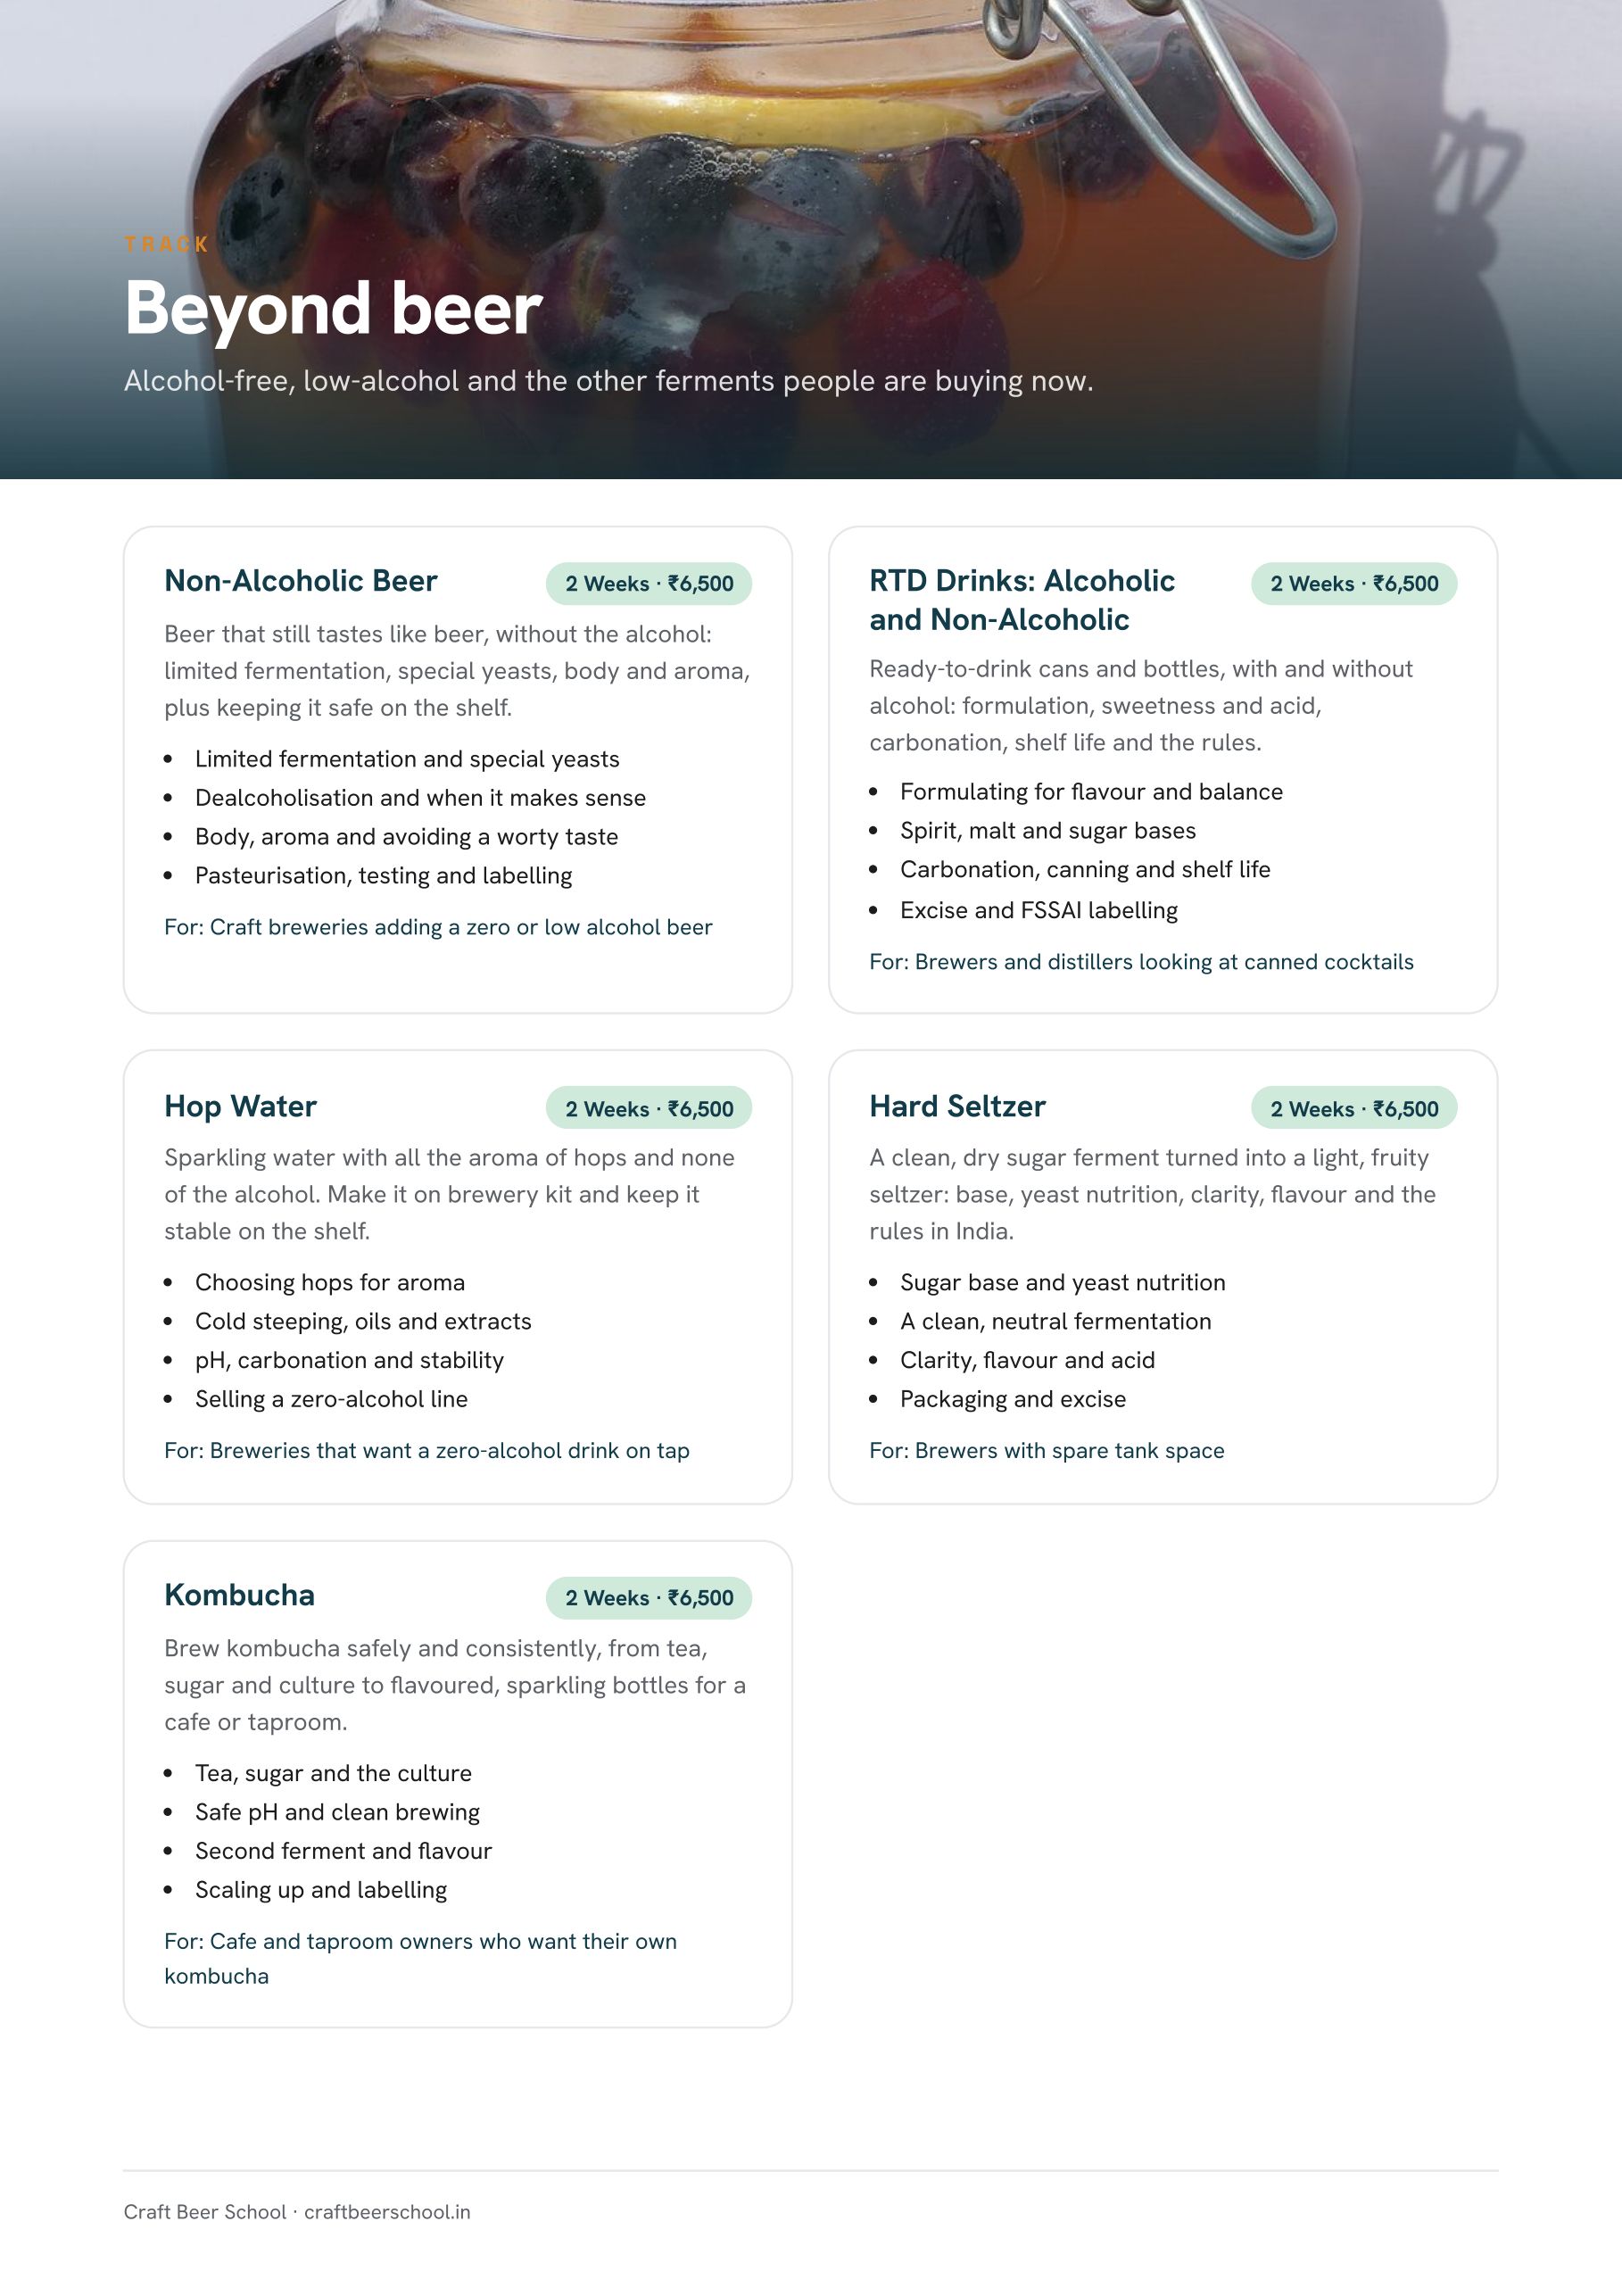 TRACK
Beyond beer
Alcohol-free, low-alcohol and the other ferments people are buying now.
Non-Alcoholic Beer
2 Weeks · ₹6,500
Beer that still tastes like beer, without the alcohol:
limited fermentation, special yeasts, body and aroma,
plus keeping it safe on the shelf.
• Limited fermentation and special yeasts
• Dealcoholisation and when it makes sense
• Body, aroma and avoiding a worty taste
• Pasteurisation, testing and labelling
For: Craft breweries adding a zero or low alcohol beer
RTD Drinks: Alcoholic
and Non-Alcoholic
2 Weeks · ₹6,500
Ready-to-drink cans and bottles, with and without
alcohol: formulation, sweetness and acid,
carbonation, shelf life and the rules.
• Formulating for flavour and balance
• Spirit, malt and sugar bases
• Carbonation, canning and shelf life
• Excise and FSSAI labelling
For: Brewers and distillers looking at canned cocktails
Hop Water
2 Weeks · ₹6,500
Sparkling water with all the aroma of hops and none
of the alcohol. Make it on brewery kit and keep it
stable on the shelf.
• Choosing hops for aroma
• Cold steeping, oils and extracts
• pH, carbonation and stability
• Selling a zero-alcohol line
For: Breweries that want a zero-alcohol drink on tap
Hard Seltzer
2 Weeks · ₹6,500
A clean, dry sugar ferment turned into a light, fruity
seltzer: base, yeast nutrition, clarity, flavour and the
rules in India.
• Sugar base and yeast nutrition
• A clean, neutral fermentation
• Clarity, flavour and acid
• Packaging and excise
For: Brewers with spare tank space
Kombucha
2 Weeks · ₹6,500
Brew kombucha safely and consistently, from tea,
sugar and culture to flavoured, sparkling bottles for a
cafe or taproom.
• Tea, sugar and the culture
• Safe pH and clean brewing
• Second ferment and flavour
• Scaling up and labelling
For: Cafe and taproom owners who want their own
kombucha
Craft Beer School · craftbeerschool.in